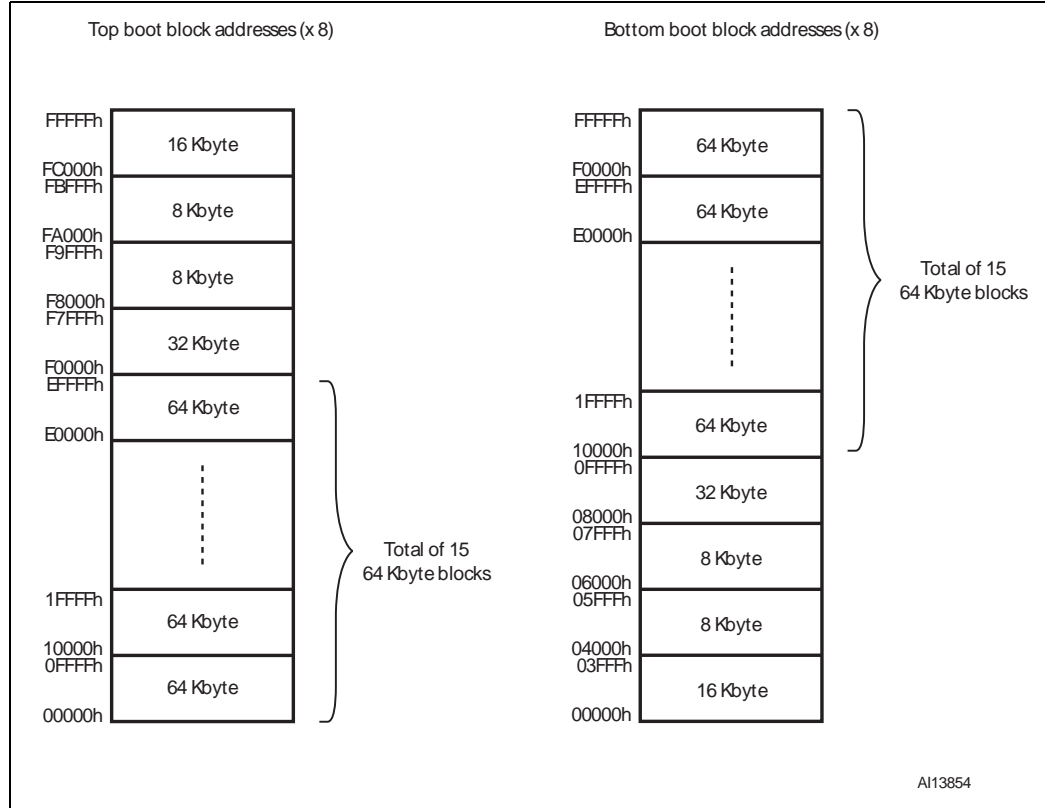 Top boot block addresses (x 8)
FFFFFh
16 Kbyte
FC000h
FBFFFh
8 Kbyte
FA000h
F9FFFh
8 Kbyte
F8000h
F7FFFh
32 Kbyte
F0000h
EFFFFh
64 Kbyte
E0000h
Total of 15
64 Kbyte blocks
1FFFFh
64 Kbyte
10000h
0FFFFh
64 Kbyte
00000h
Bottom boot block addresses (x 8)
FFFFFh
64 Kbyte
F0000h
EFFFFh
64 Kbyte
E0000h
Total of 15
64 Kbyte blocks
1FFFFh
64 Kbyte
10000h
0FFFFh
32 Kbyte
08000h
07FFFh
8 Kbyte
06000h
05FFFh
8 Kbyte
04000h
03FFFh
16 Kbyte
00000h
AI13854